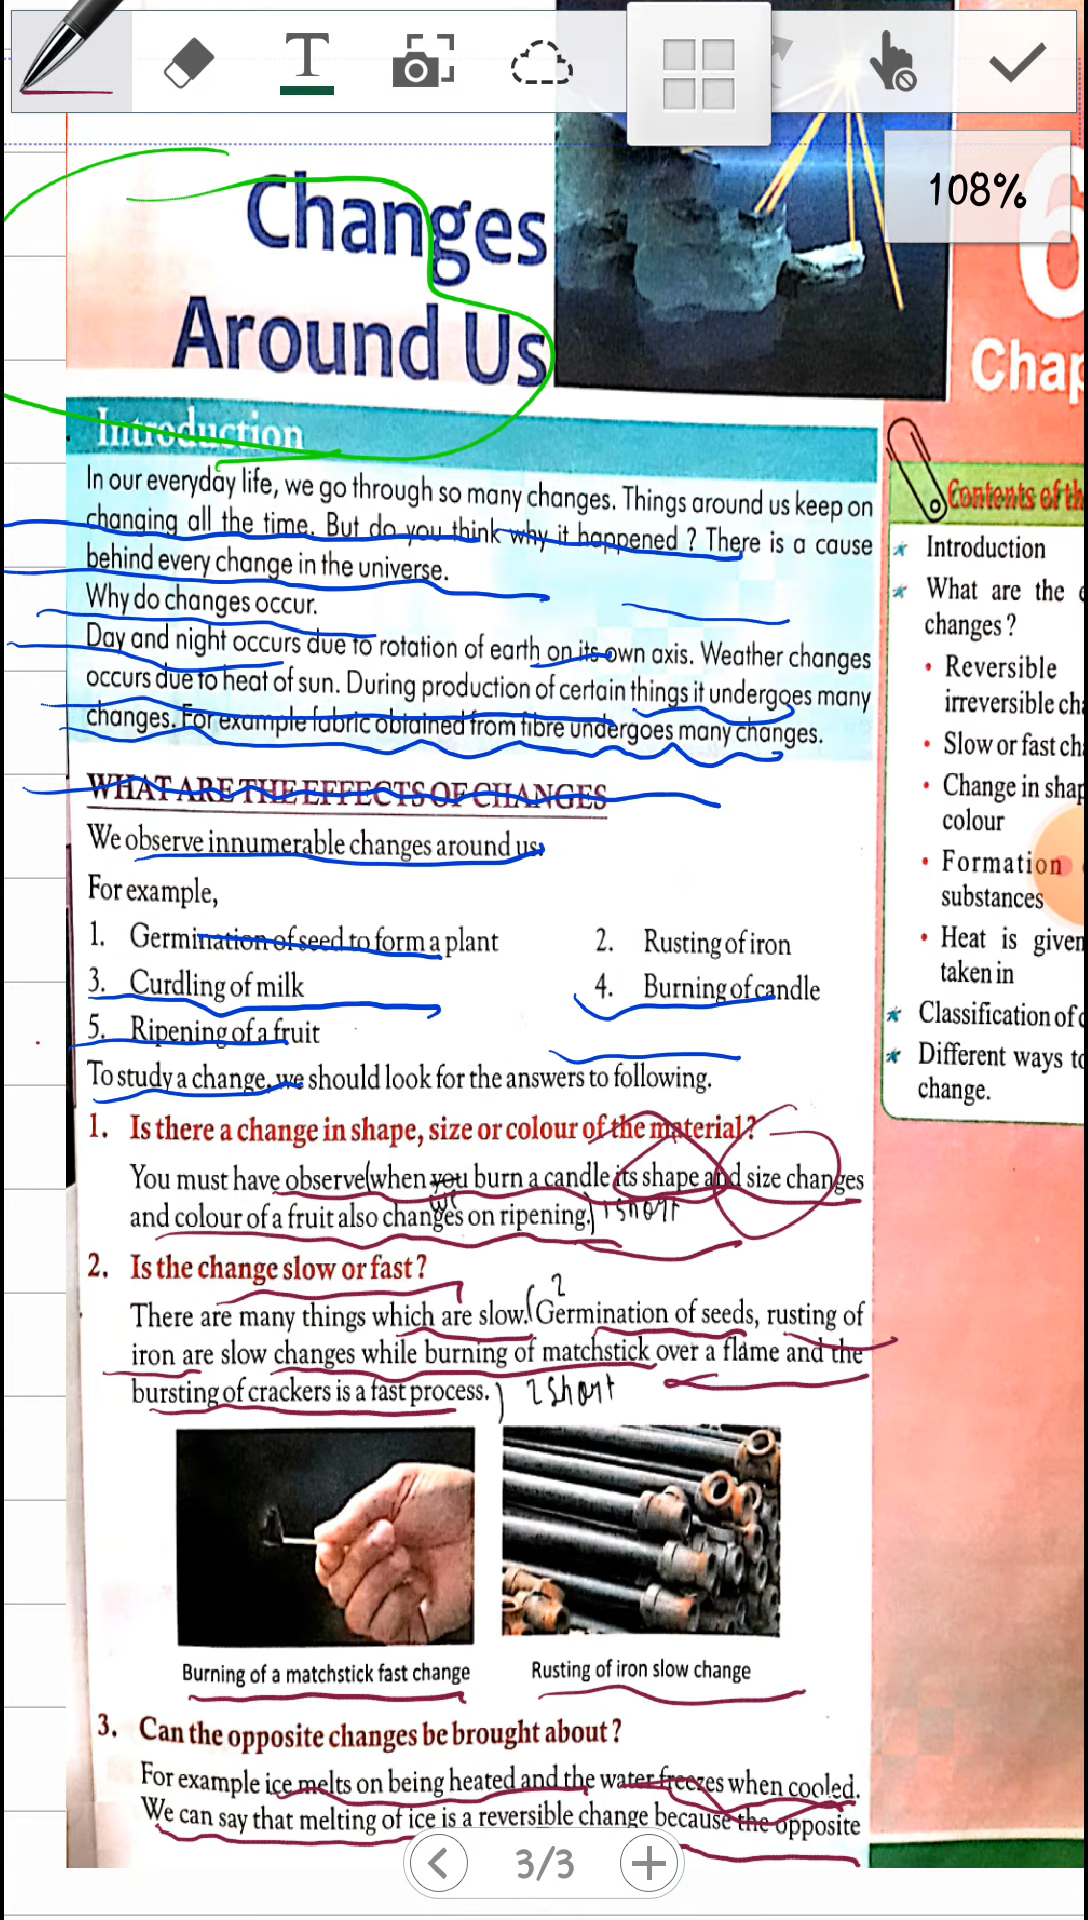 T
108%
Changes
Around Us
6
Chap
Introduction
In our everyday life, we go through so many changes. Things around us keep on
changing all the time. But do you think why it happened ? There is a cause
behind every change in the universe.
Why do changes occur.
Day and night occurs due to rotation of earth on its own axis. Weather changes
occurs due to heat of sun. During production of certain things it undergoes many
changes. For example fabric obtained from fibre undergoes many changes.
WHAT ARE THE EFFECTS OF CHANGES
We observe innumerable changes around us.
For example,
1. Germination of seed to form a plant
2. Rusting of iron
3. Curdling of milk
4. Burning of candle
5. Ripening of a fruit
To study a change, we should look for the answers to following.
1. Is there a change in shape, size or colour of the material?
You must have observe(when you burn a candle its shape and size changes
we
and colour of a fruit also changes on ripening.) 1 short
2. Is the change slow or fast ?
2
There are many things which are slow. (Germination of seeds, rusting of
iron are slow changes while burning of matchstick over a flame and the
bursting of crackers is a fast process. ) 2 short
Burning of a matchstick fast change
Rusting of iron slow change
3. Can the opposite changes be brought about ?
For example ice melts on being heated and the water freezes when cooled.
We can say that melting of ice is a reversible change because the opposite
Contents of th
Introduction
What are the
changes ?
• Reversible
irreversible cha
• Slow or fast cha
• Change in shap
colour
• Formation
substances
• Heat is given
taken in
Classification of c
Different ways to
change.
3/3